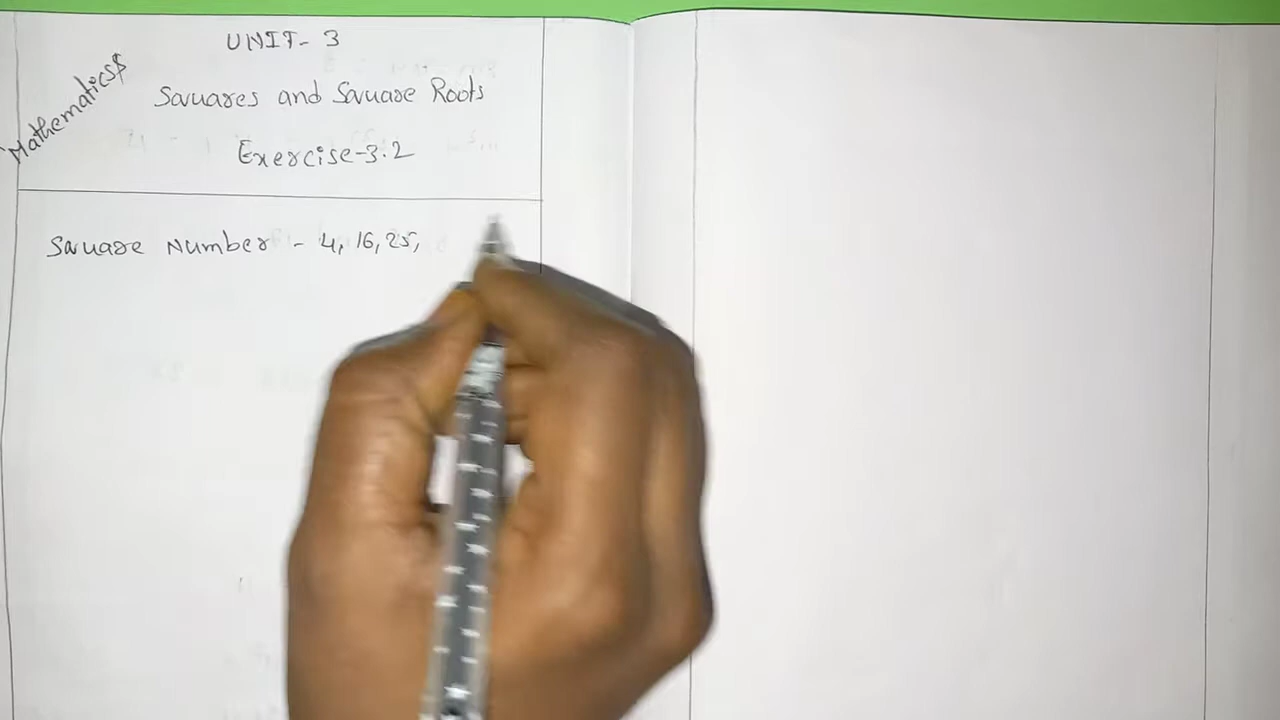 UNIT- 3
Mathematics
Squares and Square Roots
Exercise-3.2
Square Number - 4, 16, 25,